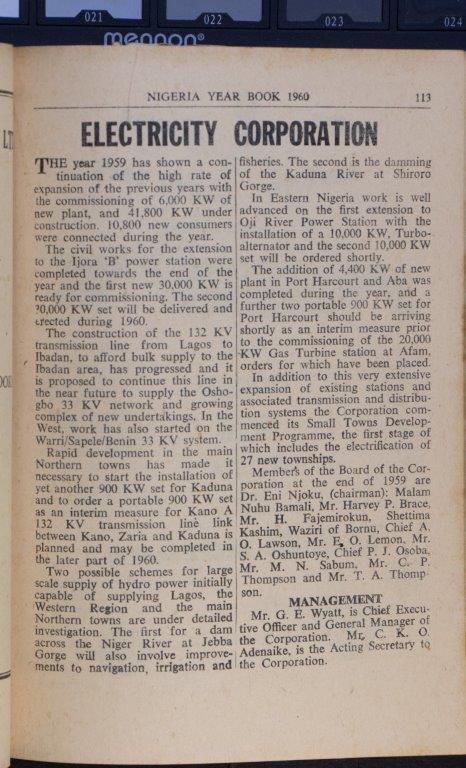 021
022
023
024
mennon®
NIGERIA YEAR BOOK 1960
113
ELECTRICITY CORPORATION
THE year 1959 has shown a con-
tinuation of the high rate of
expansion of the previous years with
the commissioning of 6,000 KW of
new plant, and 41,800 KW under
construction. 10,800 new consumers
were connected during the year.
The civil works for the extension
to the Ijora 'B' power station were
completed towards the end of the
year and the first new 30,000 KW is
ready for commissioning. The second
30,000 KW set will be delivered and
erected during 1960.
The construction of the 132 KV
transmission line from Lagos to
Ibadan, to afford bulk supply to the
Ibadan area, has progressed and it
is proposed to continue this line in
the near future to supply the Osho-
gbo 33 KV network and growing
complex of new undertakings. In the
West, work has also started on the
Warri/Sapele/Benin 33 KV system.
Rapid development in the main
Northern towns has made it
necessary to start the installation of
yet another 900 KW set for Kaduna
and to order a portable 900 KW set
as an interim measure for Kano A
132 KV transmission line link
between Kano, Zaria and Kaduna is
planned and may be completed in
the later part of 1960.
Two possible schemes for large
scale supply of hydro power initially
capable of supplying Lagos, the
Western Region and the main
Northern towns are under detailed
investigation. The first for a dam
across the Niger River at Jebba
Gorge will also involve improve-
ments to navigation, irrigation and
fisheries. The second is the damming
of the Kaduna River at Shiroro
Gorge.
In Eastern Nigeria work is well
advanced on the first extension to
Oji River Power Station with the
installation of a 10,000 KW, Turbo-
alternator and the second 10,000 KW
set will be ordered shortly.
The addition of 4,400 KW of new
plant in Port Harcourt and Aba was
completed during the year, and a
further two portable 900 KW set for
Port Harcourt should be arriving
shortly as an interim measure prior
to the commissioning of the 20,000
KW Gas Turbine station at Afam,
orders for which have been placed.
In addition to this very extensive
expansion of existing stations and
associated transmission and distribu-
tion systems the Corporation com-
menced its Small Towns Develop-
ment Programme, the first stage of
which includes the electrification of
27 new townships.
Members of the Board of the Cor-
poration at the end of 1959 are
Dr. Eni Njoku, (chairman): Malam
Nuhu Bamali, Mr. Harvey P. Brace,
Mr. H. Fajemirokun, Shettima
Kashim, Waziri of Bornu, Chief A.
O. Lawson, Mr. F. O. Lemon. Mr.
S. A. Oshuntoye, Chief P. J. Osoba,
Mr. M. N. Sabum, Mr. C. P.
Thompson and Mr. T. A. Thomp-
son.
MANAGEMENT
Mr. G. E. Wyatt, is Chief Execu-
tive Officer and General Manager of
the Corporation. Mr. C. K. O.
Adenaike, is the Acting Secretary to
the Corporation.